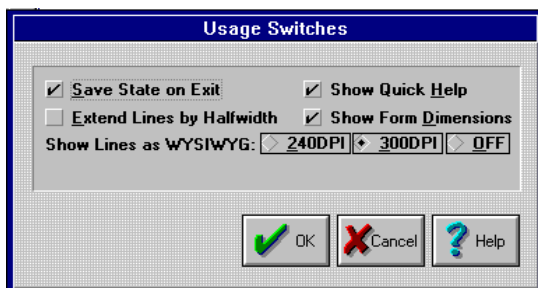 Usage Switches
Save State on Exit Show Quick Help
Extend Lines by Halfwidth Show Form Dimensions
Show Lines as WYSIWYG: 240DPI 300DPI OFF
OK Cancel Help